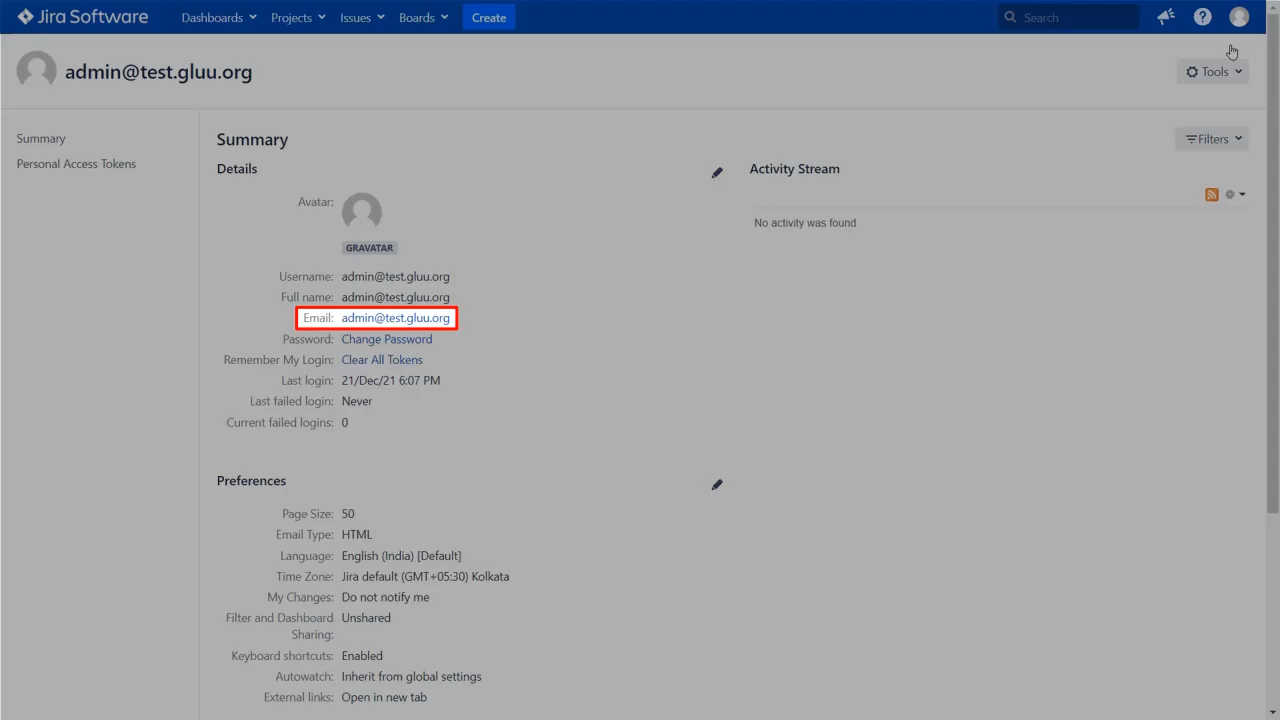 Jira Software Dashboards Projects Issues Boards Create Search
admin@test.gluu.org
Tools
Summary
Personal Access Tokens
Summary
Filters
Details
Avatar:
GRAVATAR
Username: admin@test.gluu.org
Full name: admin@test.gluu.org
Email: admin@test.gluu.org
Password: Change Password
Remember My Login: Clear All Tokens
Last login: 21/Dec/21 6:07 PM
Last failed login: Never
Current failed logins: 0
Activity Stream
No activity was found
Preferences
Page Size: 50
Email Type: HTML
Language: English (India) [Default]
Time Zone: Jira default (GMT+05:30) Kolkata
My Changes: Do not notify me
Filter and Dashboard Unshared
Sharing:
Keyboard shortcuts: Enabled
Autowatch: Inherit from global settings
External links: Open in new tab